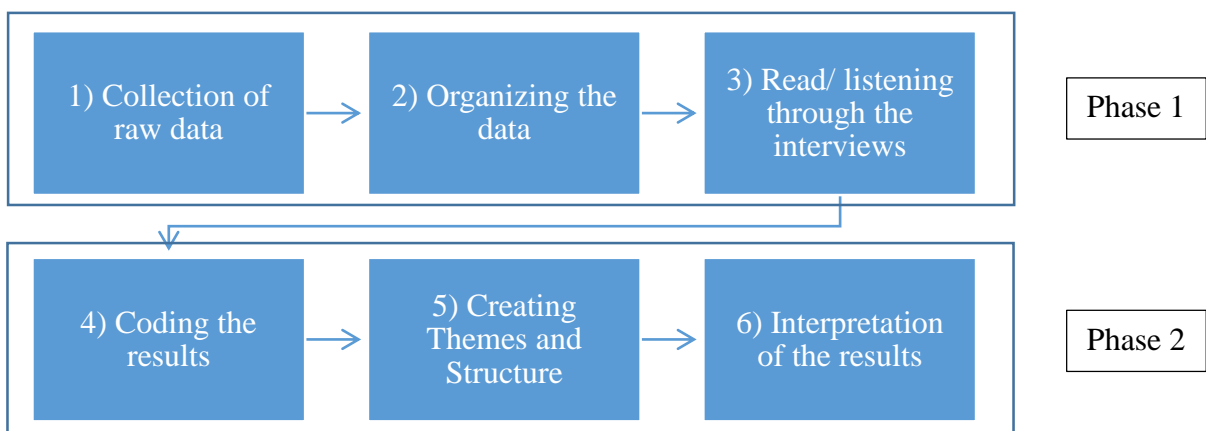 1) Collection of
raw data
2) Organizing the
data
3) Read/ listening
through the
interviews
Phase 1
4) Coding the
results
5) Creating
Themes and
Structure
6) Interpretation
of the results
Phase 2